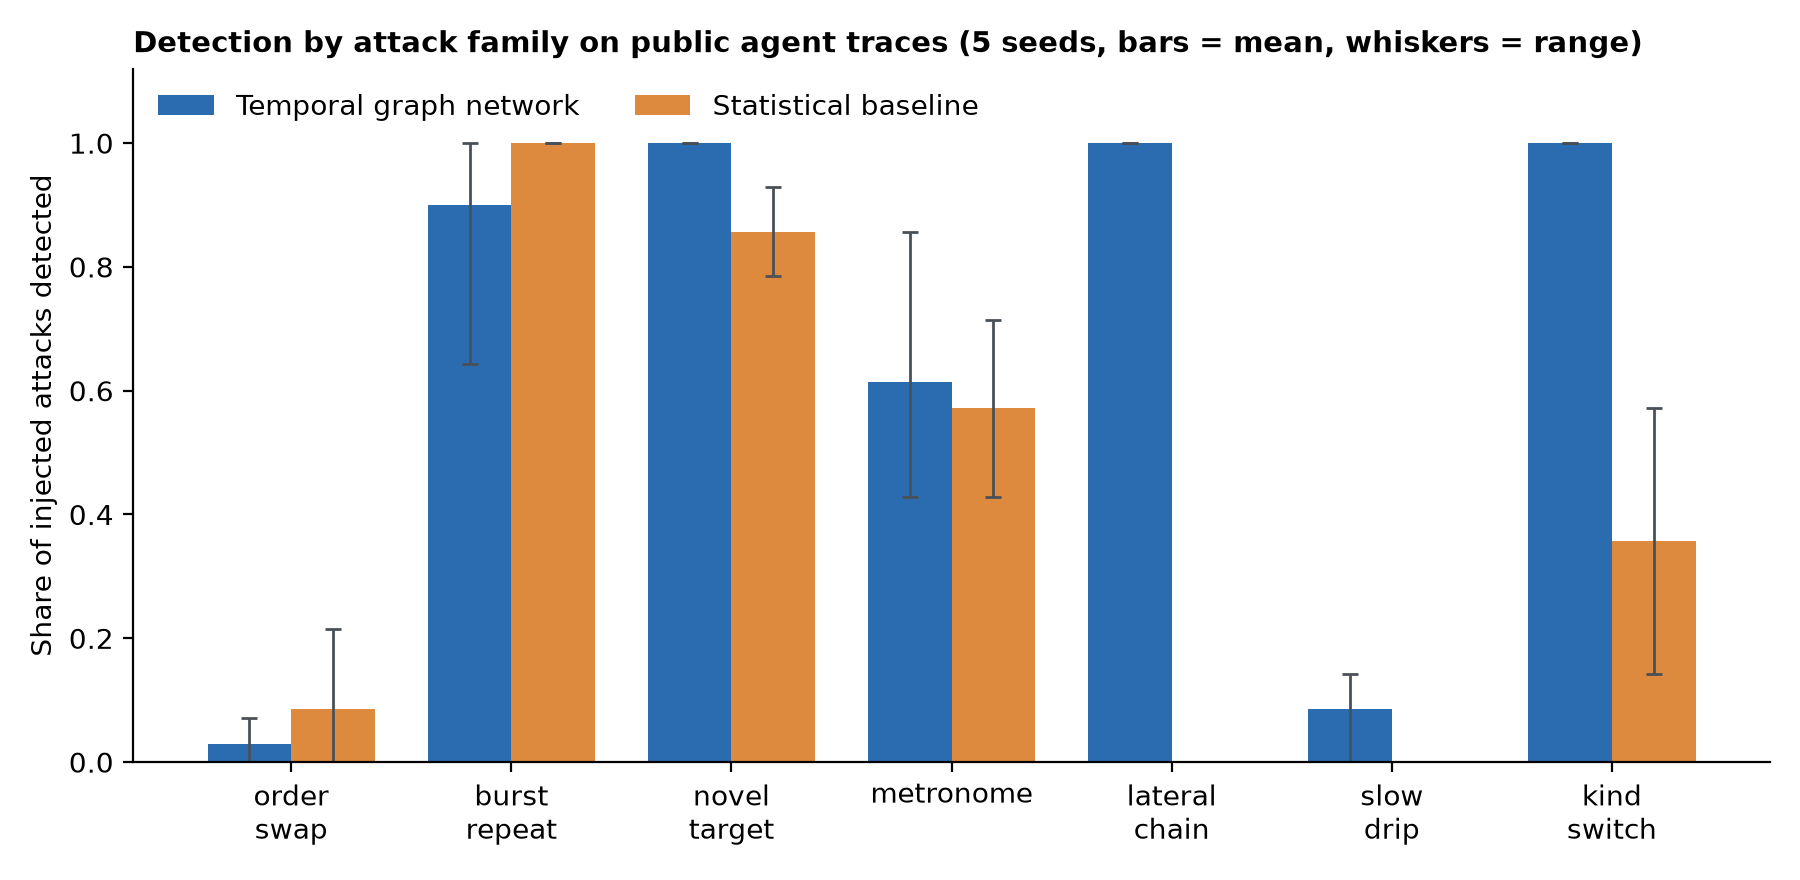 Detection by attack family on public agent traces (5 seeds, bars = mean, whiskers = range)
Temporal graph network
Statistical baseline
Share of injected attacks detected
1.0
0.8
0.6
0.4
0.2
0.0
order
swap
burst
repeat
novel
target
metronome
lateral
chain
slow
drip
kind
switch